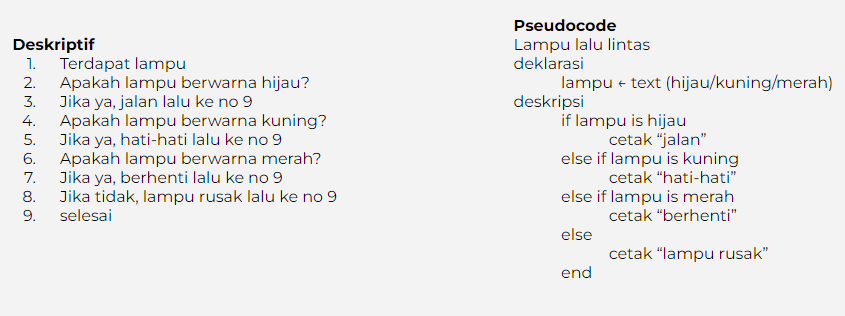 Deskriptif
1. Terdapat lampu
2. Apakah lampu berwarna hijau?
3. Jika ya, jalan lalu ke no 9
4. Apakah lampu berwarna kuning?
5. Jika ya, hati-hati lalu ke no 9
6. Apakah lampu berwarna merah?
7. Jika ya, berhenti lalu ke no 9
8. Jika tidak, lampu rusak lalu ke no 9
9. selesai
Pseudocode
Lampu lalu lintas
deklarasi
lampu ← text (hijau/kuning/merah)
deskripsi
if lampu is hijau
cetak “jalan”
else if lampu is kuning
cetak “hati-hati”
else if lampu is merah
cetak “berhenti”
else
cetak “lampu rusak”
end